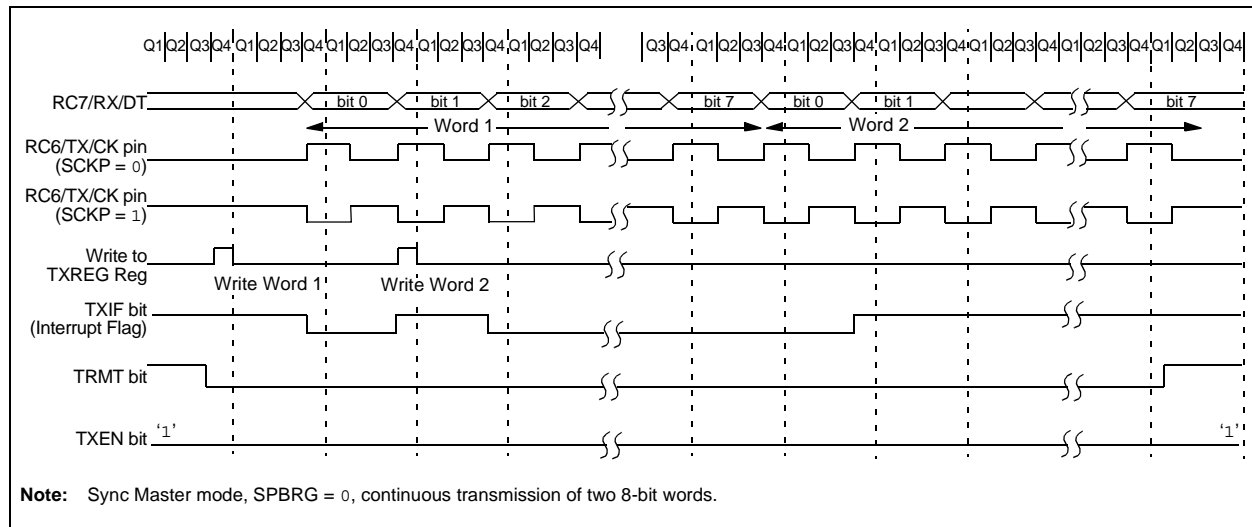 Q1 Q2 Q3 Q4 Q1 Q2 Q3 Q4 Q1 Q2 Q3 Q4 Q1 Q2 Q3 Q4 Q1 Q2 Q3 Q4 Q3 Q4 Q1 Q2 Q3 Q4 Q1 Q2 Q3 Q4 Q1 Q2 Q3 Q4 Q1 Q2 Q3 Q4 Q1 Q2 Q3 Q4 Q1 Q2 Q3 Q4
RC7/RX/DT bit 0 bit 1 bit 2 bit 7 bit 0 bit 1 bit 7
Word 1 Word 2
RC6/TX/CK pin
(SCKP = 0)
RC6/TX/CK pin
(SCKP = 1)
Write to
TXREG Reg
Write Word 1 Write Word 2
TXIF bit
(Interrupt Flag)
TRMT bit
TXEN bit ‘1’ ‘1’
Note: Sync Master mode, SPBRG = 0, continuous transmission of two 8-bit words.